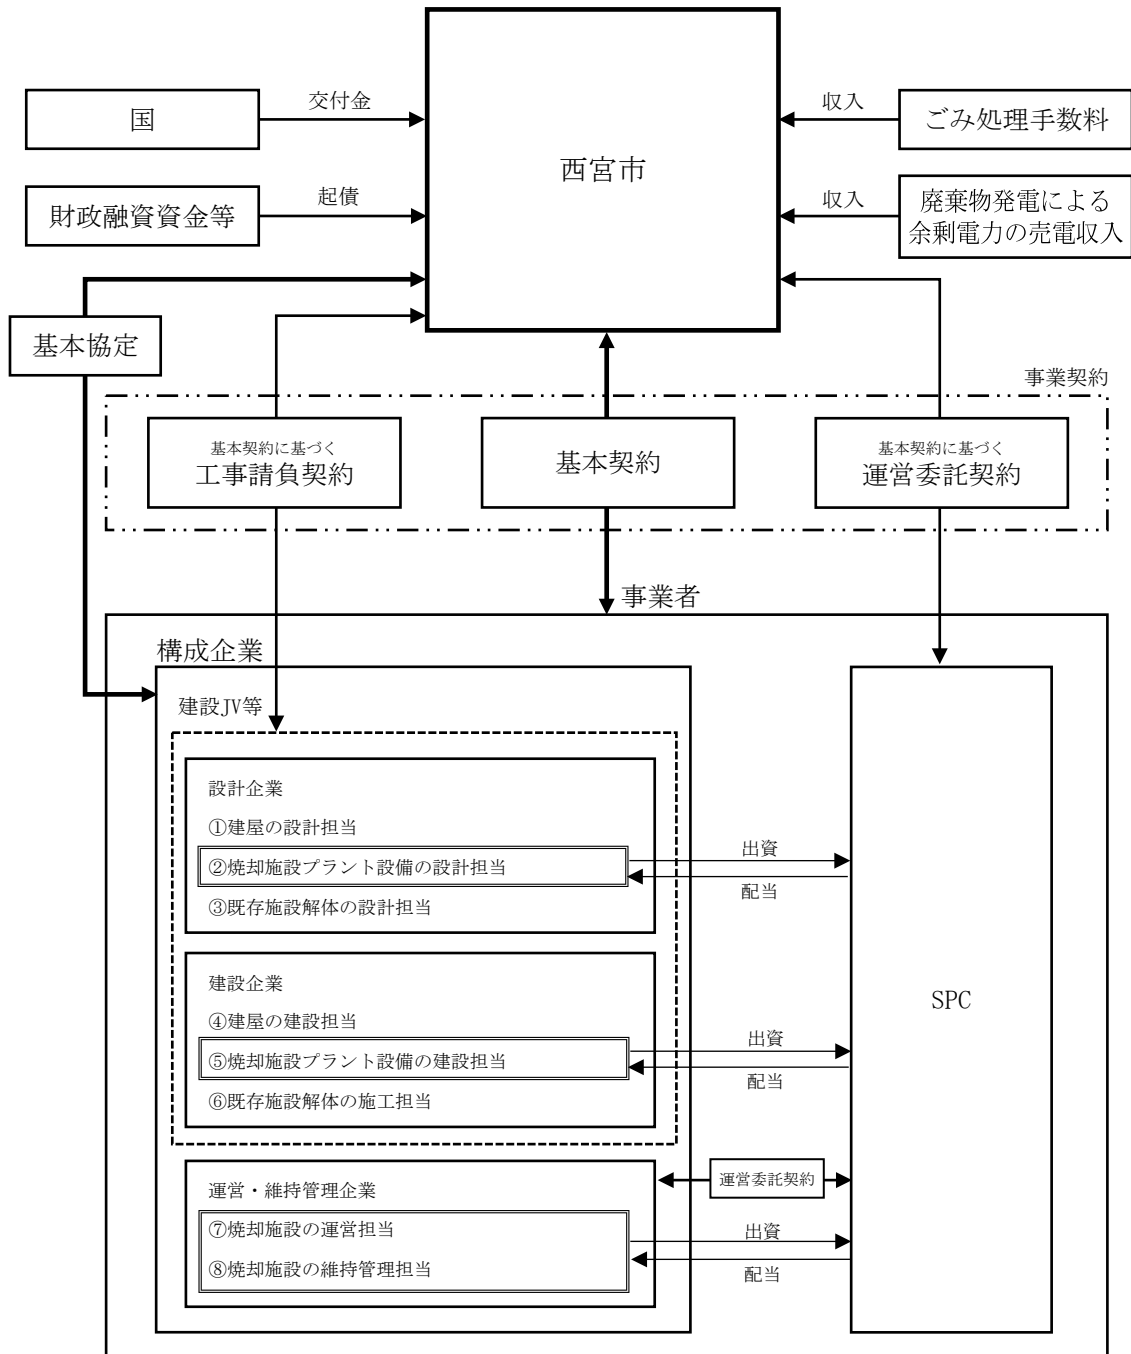 国
交付金
財政融資資金等
起債
西宮市
収入
ごみ処理手数料
収入
廃棄物発電による
余剰電力の売電収入
基本協定
事業契約
基本契約に基づく
工事請負契約
基本契約
基本契約に基づく
運営委託契約
事業者
構成企業
建設JV等
設計企業
①建屋の設計担当
②焼却施設プラント設備の設計担当
③既存施設解体の設計担当
出資
配当
建設企業
④建屋の建設担当
⑤焼却施設プラント設備の建設担当
⑥既存施設解体の施工担当
出資
配当
SPC
運営・維持管理企業
⑦焼却施設の運営担当
⑧焼却施設の維持管理担当
運営委託契約
出資
配当